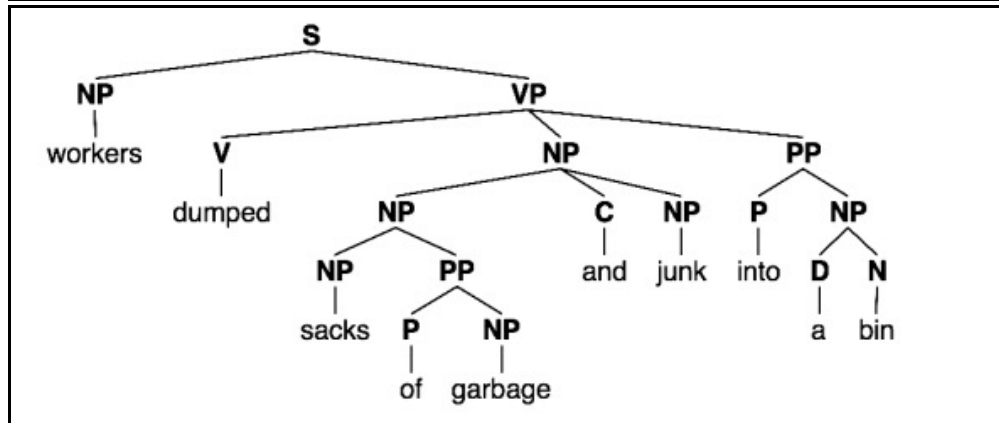 S
NP VP
workers V NP PP
dumped NP C NP P NP
NP PP and junk into D N
sacks P NP a bin
of garbage